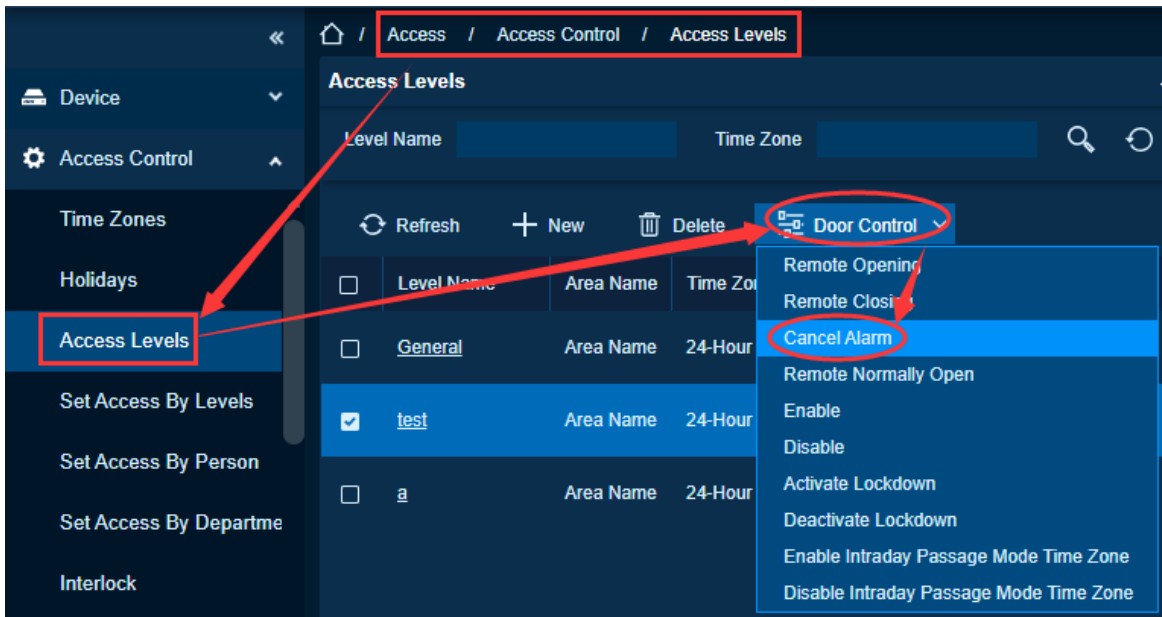 «
/ Access / Access Control / Access Levels
Device
Access Control
Time Zones
Holidays
Access Levels
Set Access By Levels
Set Access By Person
Set Access By Departme
Interlock
Access Levels
Level Name Time Zone
Refresh New Delete Door Control
Level Name Area Name Time Zo
General Area Name 24-Hour
test Area Name 24-Hour
a Area Name 24-Hour
Remote Opening
Remote Closing
Cancel Alarm
Remote Normally Open
Enable
Disable
Activate Lockdown
Deactivate Lockdown
Enable Intraday Passage Mode Time Zone
Disable Intraday Passage Mode Time Zone